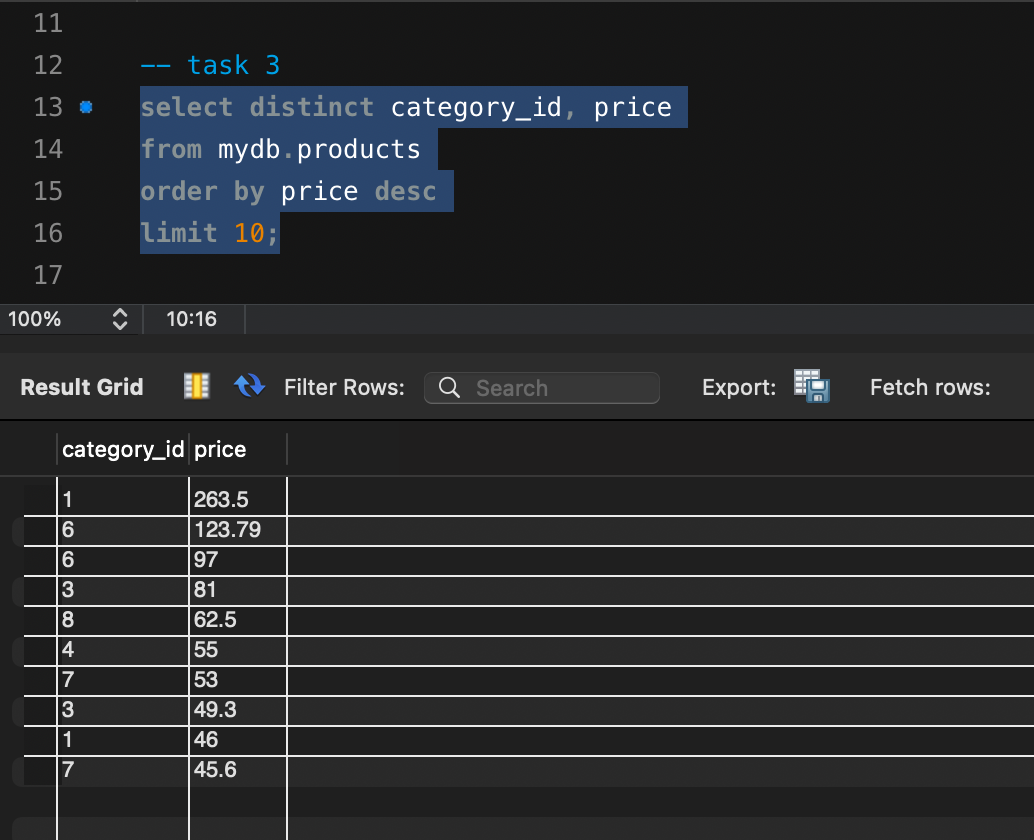 11
12 -- task 3
13 select distinct category_id, price
14 from mydb.products
15 order by price desc
16 limit 10;
17
100% 10:16
Result Grid Filter Rows: Search Export: Fetch rows:
category_id price
1 263.5
6 123.79
6 97
3 81
8 62.5
4 55
7 53
3 49.3
1 46
7 45.6